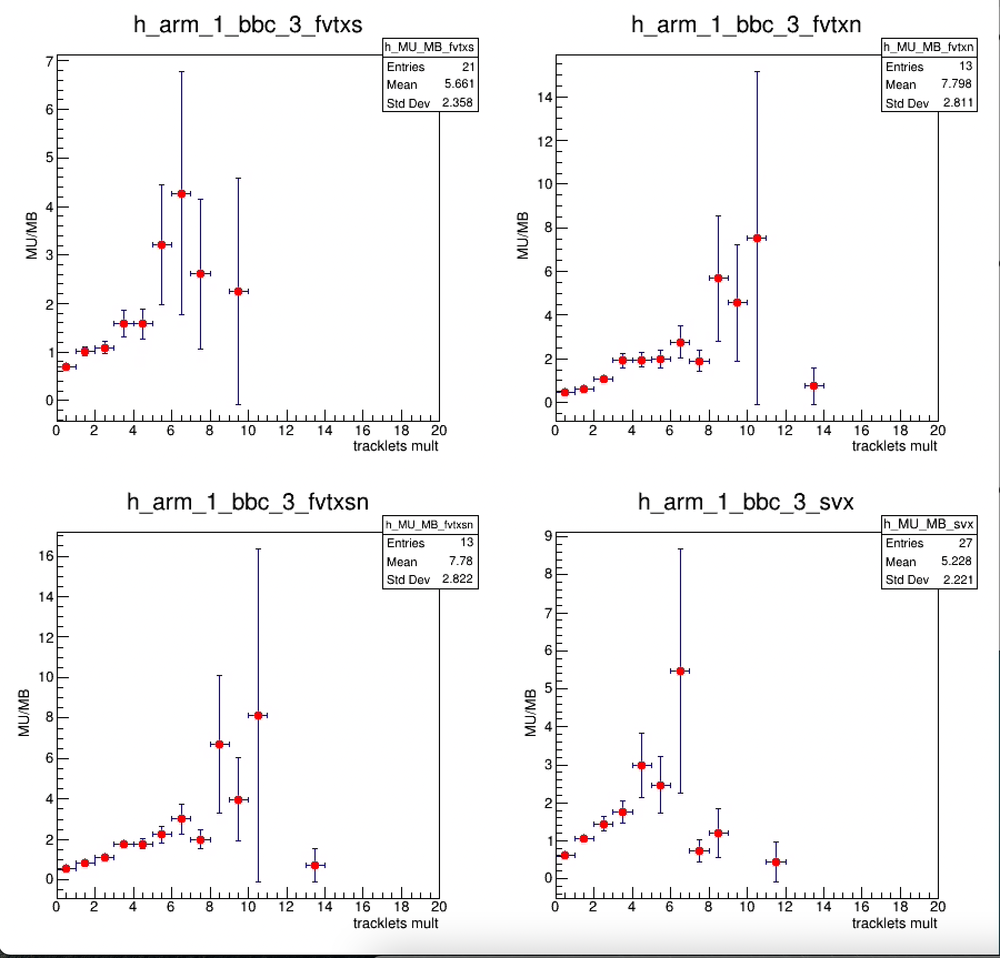 h_arm_1_bbc_3_fvtxs
h_MU_MB_fvtxs
Entries 21
Mean 5.661
Std Dev 2.358
7
6
5
4
3
2
1
0
MU/MB
0 2 4 6 8 10 12 14 16 18 20
tracklets mult
h_arm_1_bbc_3_fvtxn
h_MU_MB_fvtxn
Entries 13
Mean 7.798
Std Dev 2.811
14
12
10
8
6
4
2
0
MU/MB
0 2 4 6 8 10 12 14 16 18 20
tracklets mult
h_arm_1_bbc_3_fvtxsn
h_MU_MB_fvtxsn
Entries 13
Mean 7.78
Std Dev 2.822
16
14
12
10
8
6
4
2
0
MU/MB
0 2 4 6 8 10 12 14 16 18 20
tracklets mult
h_arm_1_bbc_3_svx
h_MU_MB_svx
Entries 27
Mean 5.228
Std Dev 2.221
9
8
7
6
5
4
3
2
1
0
MU/MB
0 2 4 6 8 10 12 14 16 18 20
tracklets mult